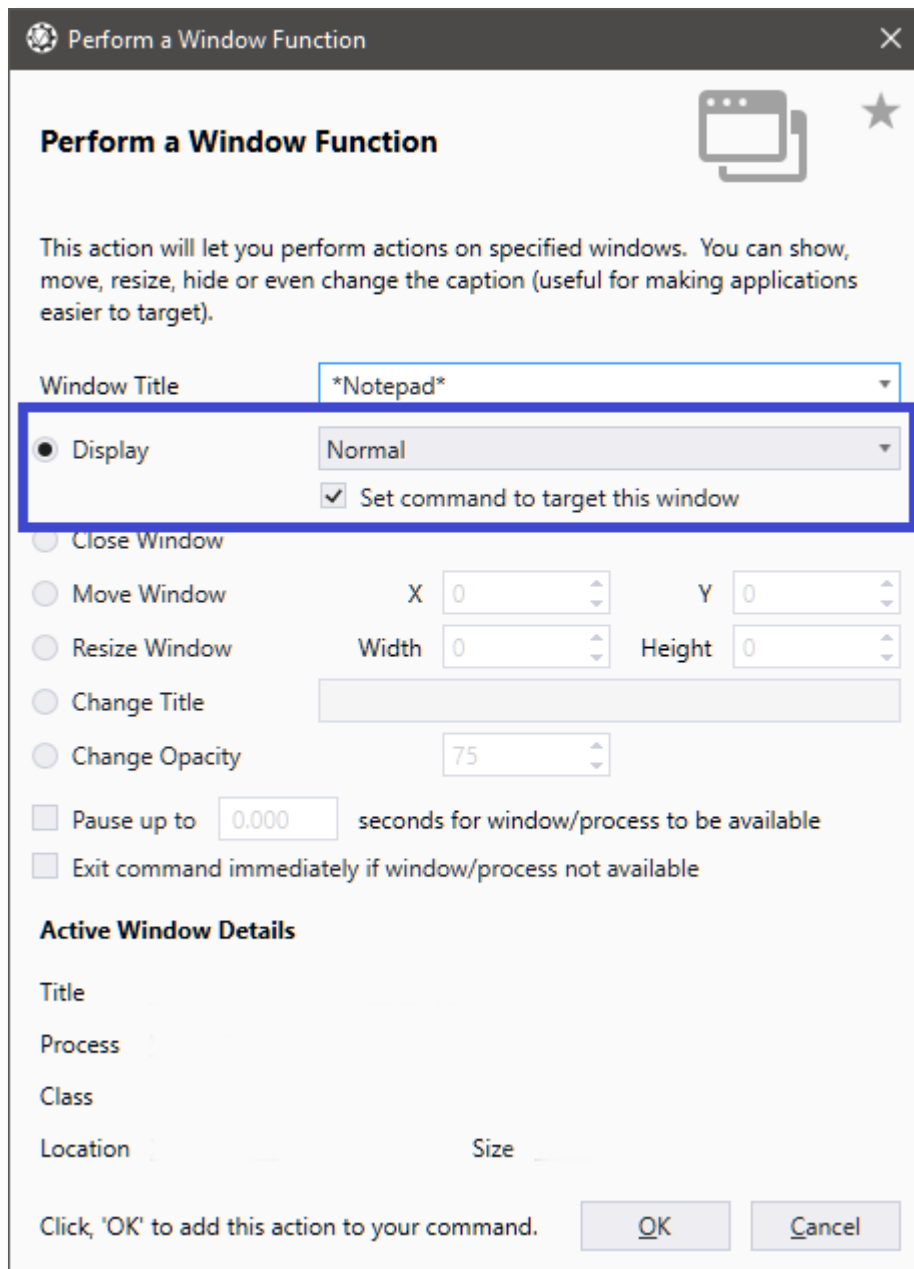 Perform a Window Function
Perform a Window Function
This action will let you perform actions on specified windows.  You can show,
move, resize, hide or even change the caption (useful for making applications
easier to target).
Window Title *Notepad*
Display Normal
Set command to target this window
Close Window
Move Window X 0 Y 0
Resize Window Width 0 Height 0
Change Title
Change Opacity 75
Pause up to 0.000 seconds for window/process to be available
Exit command immediately if window/process not available
Active Window Details
Title
Process
Class
Location Size
Click, 'OK' to add this action to your command. OK Cancel